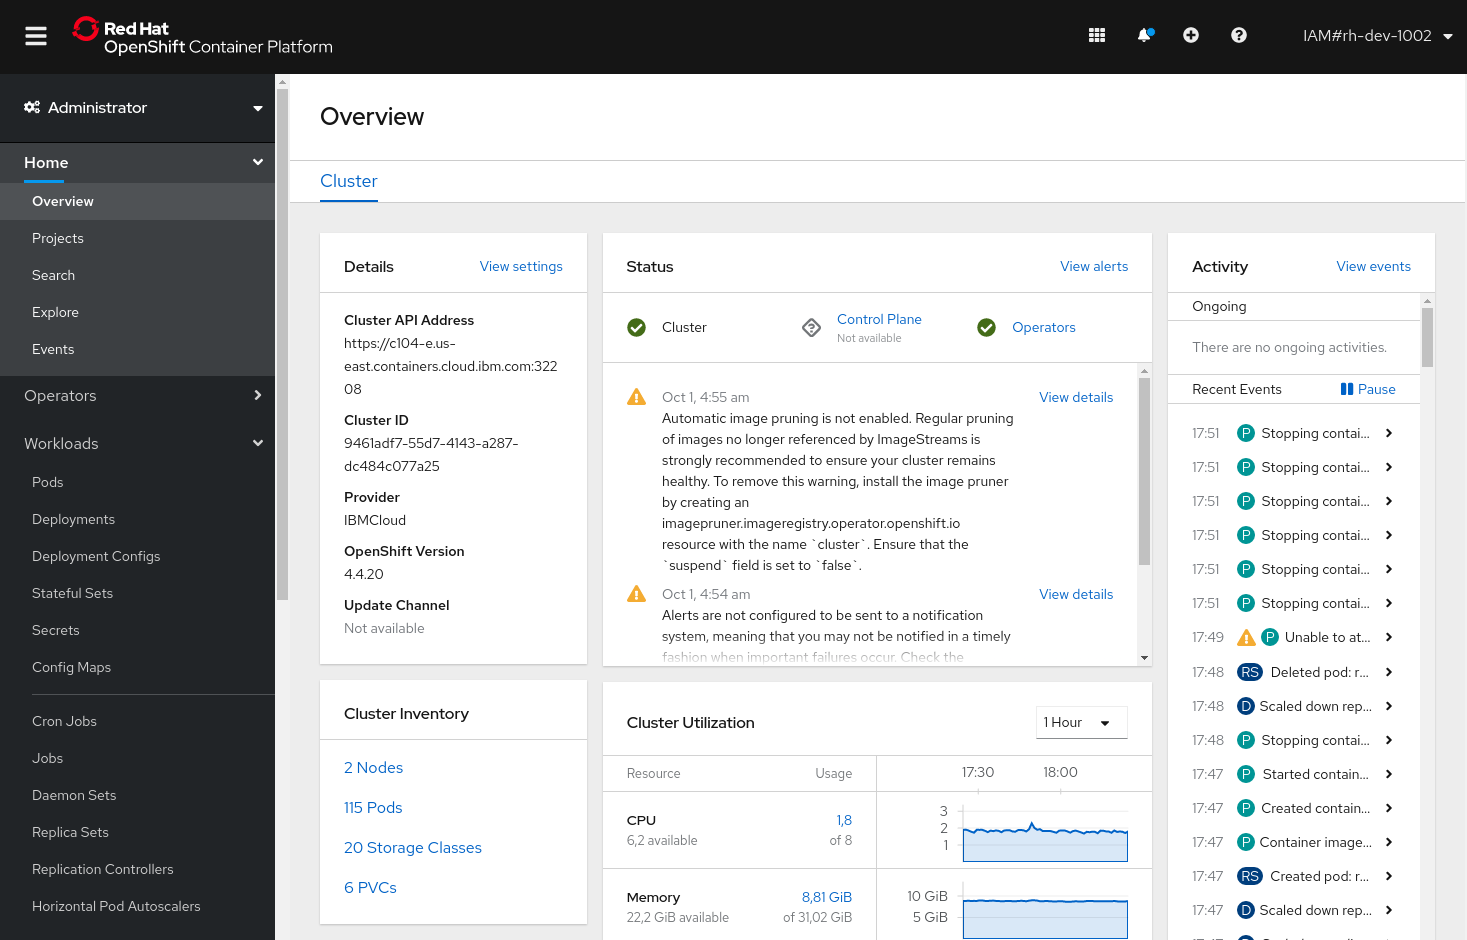 Red Hat
OpenShift Container Platform
IAM#rh-dev-1002
Administrator
Home
Overview
Projects
Search
Explore
Events
Operators
Workloads
Pods
Deployments
Deployment Configs
Stateful Sets
Secrets
Config Maps
Cron Jobs
Jobs
Daemon Sets
Replica Sets
Replication Controllers
Horizontal Pod Autoscalers
Overview
Cluster
Details
View settings
Cluster API Address
https://c104-e.us-
east.containers.cloud.ibm.com:322
08
Cluster ID
9461adf7-55d7-4143-a287-
dc484c077a25
Provider
IBMCloud
OpenShift Version
4.4.20
Update Channel
Not available
Cluster Inventory
2 Nodes
115 Pods
20 Storage Classes
6 PVCs
Status
View alerts
Cluster
Control Plane
Not available
Operators
Oct 1, 4:55 am
View details
Automatic image pruning is not enabled. Regular pruning
of images no longer referenced by ImageStreams is
strongly recommended to ensure your cluster remains
healthy. To remove this warning, install the image pruner
by creating an
imagepruner.imageregistry.operator.openshift.io
resource with the name `cluster`. Ensure that the
`suspend` field is set to `false`.
Oct 1, 4:54 am
View details
Alerts are not configured to be sent to a notification
system, meaning that you may not be notified in a timely
fashion when important failures occur. Check the
Cluster Utilization
1 Hour
Resource
Usage
17:30
18:00
CPU
1,8
6,2 available
of 8
3
2
1
Memory
8,81 GiB
22,2 GiB available
of 31,02 GiB
10 GiB
5 GiB
Activity
View events
Ongoing
There are no ongoing activities.
Recent Events
Pause
17:51 P Stopping contai...
17:51 P Stopping contai...
17:51 P Stopping contai...
17:51 P Stopping contai...
17:51 P Stopping contai...
17:51 P Stopping contai...
17:49 P Unable to at...
17:48 RS Deleted pod: r...
17:48 D Scaled down rep...
17:48 P Stopping contai...
17:47 P Started contain...
17:47 P Created contain...
17:47 P Container image...
17:47 RS Created pod: r...
17:47 D Scaled down rep...